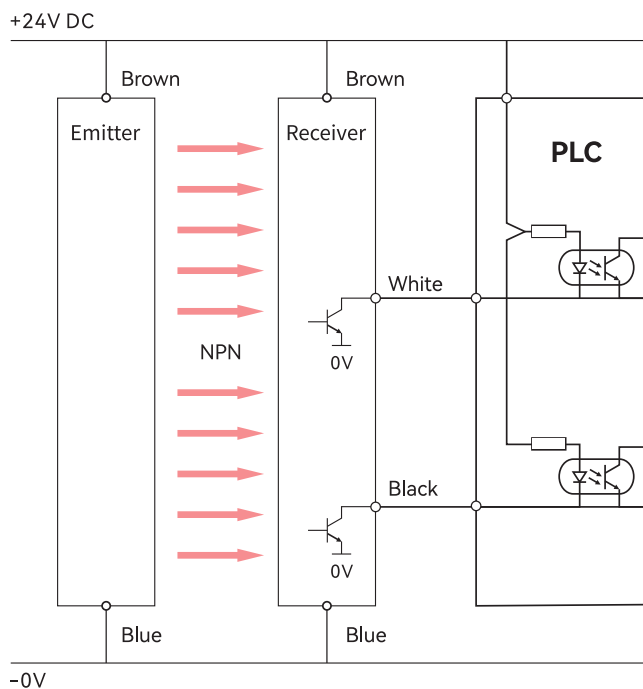 +24V DC
Brown
Brown
Emitter
Receiver
PLC
White
NPN
0V
Black
0V
Blue
Blue
-0V